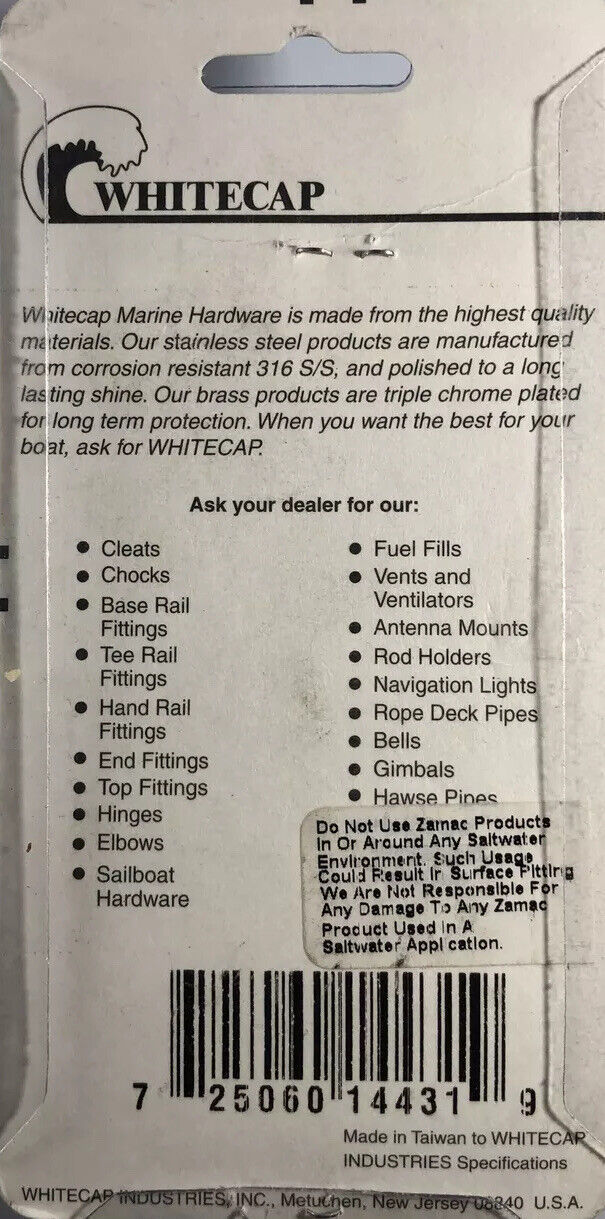 WHITECAP
Whitecap Marine Hardware is made from the highest quality
materials. Our stainless steel products are manufactured
from corrosion resistant 316 S/S, and polished to a long
lasting shine. Our brass products are triple chrome plated
for long term protection. When you want the best for your
boat, ask for WHITECAP.
Ask your dealer for our:
● Cleats
● Chocks
● Base Rail
Fittings
● Tee Rail
Fittings
● Hand Rail
Fittings
● End Fittings
● Top Fittings
● Hinges
● Elbows
● Sailboat
Hardware
● Fuel Fills
● Vents and
Ventilators
● Antenna Mounts
● Rod Holders
● Navigation Lights
● Rope Deck Pipes
● Bells
● Gimbals
● Hawse Pipes
Do Not Use Zamac Products
In Or Around Any Saltwater
Environment. Such Usage
Could Result In Surface Pitting
We Are Not Responsible For
Any Damage To Any Zamac
Product Used In A
Saltwater Application.
7 25060 14431 9
Made in Taiwan to WHITECAP
INDUSTRIES Specifications
WHITECAP INDUSTRIES, INC., Metuchen, New Jersey 08840 U.S.A.